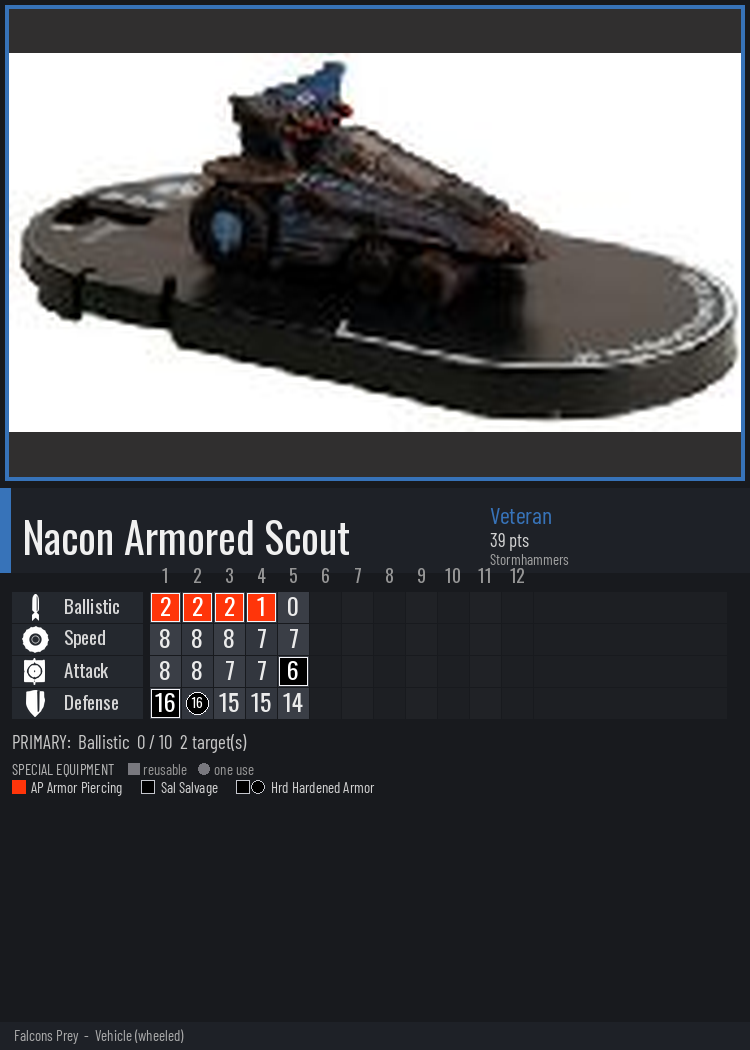 Nacon Armored Scout
Veteran
39 pts
Stormhammers
1 2 3 4 5 6 7 8 9 10 11 12
Ballistic 2 2 2 1 0
Speed 8 8 8 7 7
Attack 8 8 7 7 6
Defense 16 16 15 15 14
PRIMARY: Ballistic 0 / 10 2 target(s)
SPECIAL EQUIPMENT reusable one use
AP Armor Piercing Sal Salvage Hrd Hardened Armor
Falcons Prey - Vehicle (wheeled)